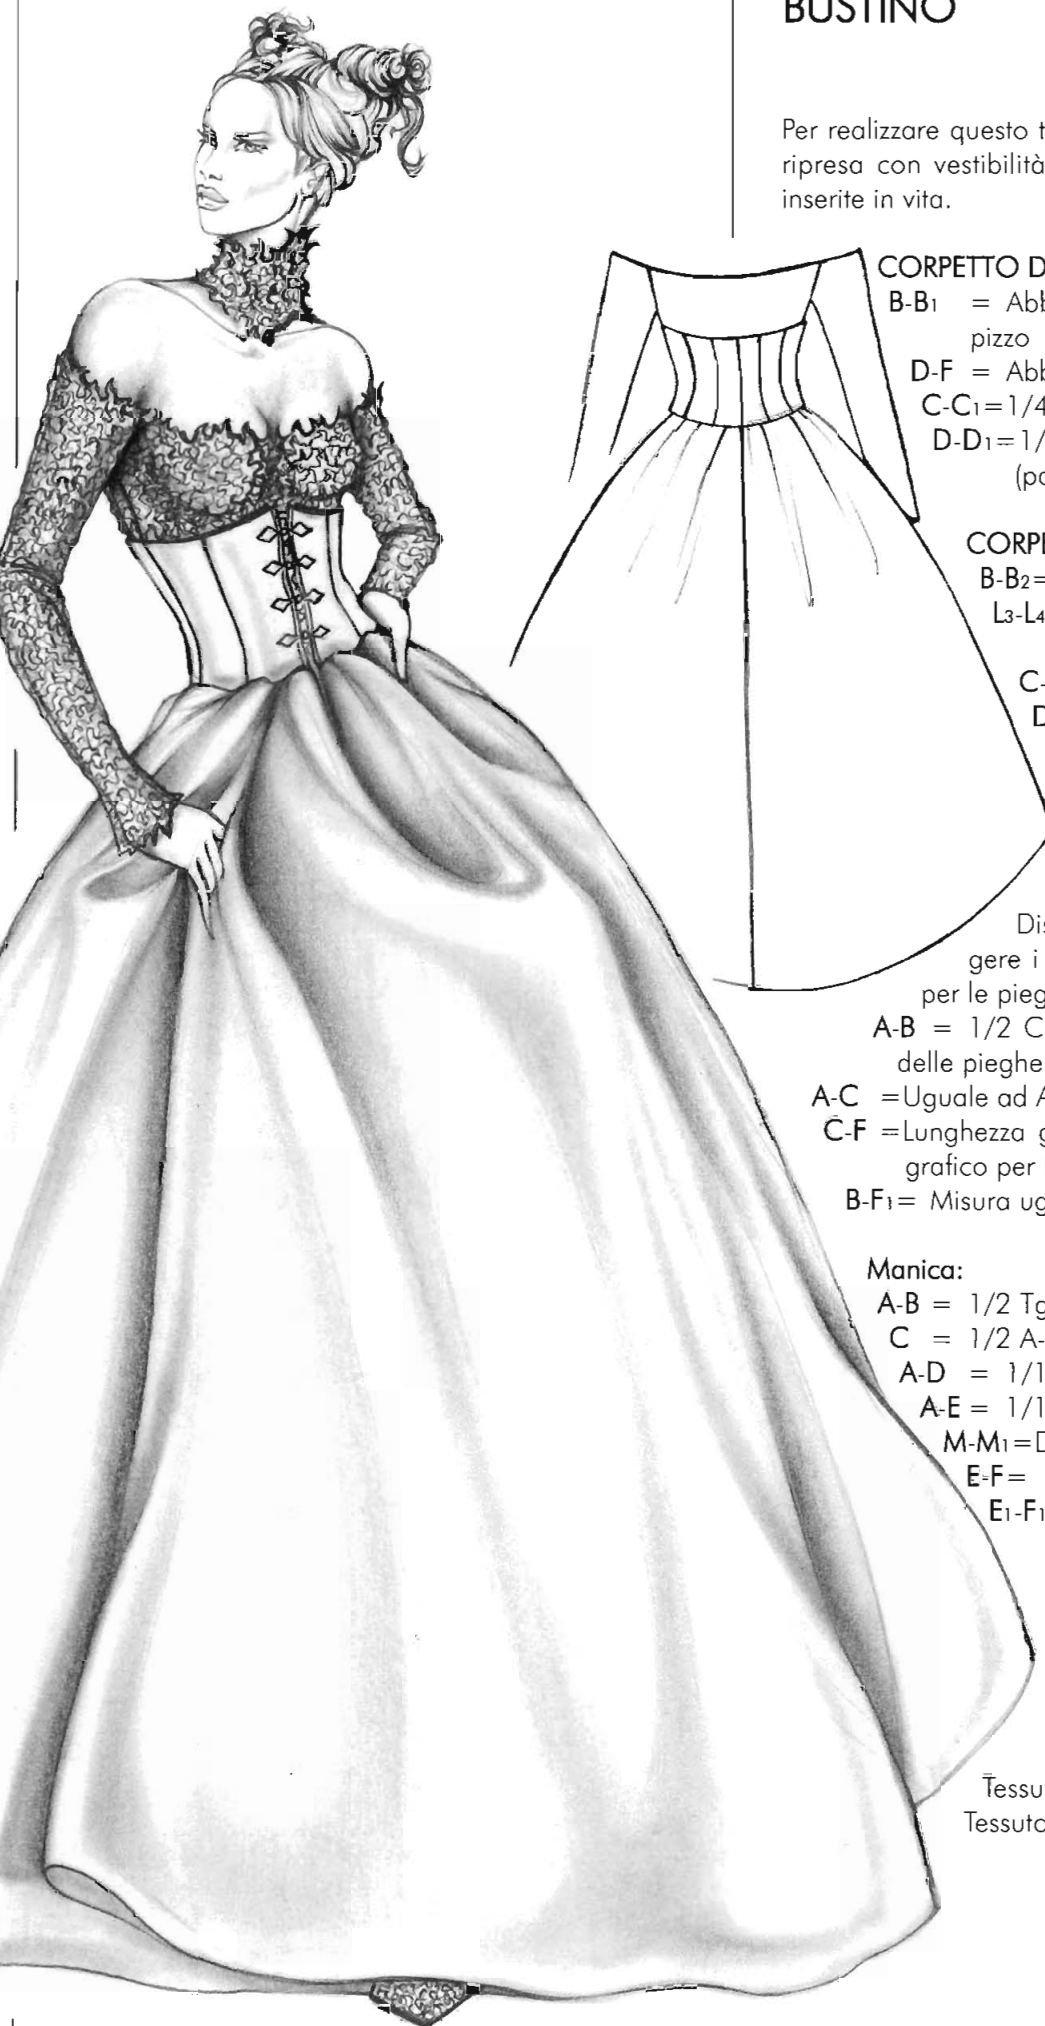 BUSTINO
Per realizzare questo t
ripresa con vestibilità
inserite in vita.
CORPETTO D
B-B1 = Abb
pizzo
D-F = Abb
C-C1=1/4
D-D1=1/
(po
CORPE
B-B2=
L3-L4
C-
D
Dis
gere i
per le pieg
A-B = 1/2 C
delle pieghe
A-C =Uguale ad A
C-F =Lunghezza g
grafico per
B-F1= Misura ug
Manica:
A-B = 1/2 Tg
C = 1/2 A-
A-D = 1/1
A-E = 1/1
M-M1=D
E-F=
E1-F1
Tessu
Tessuto